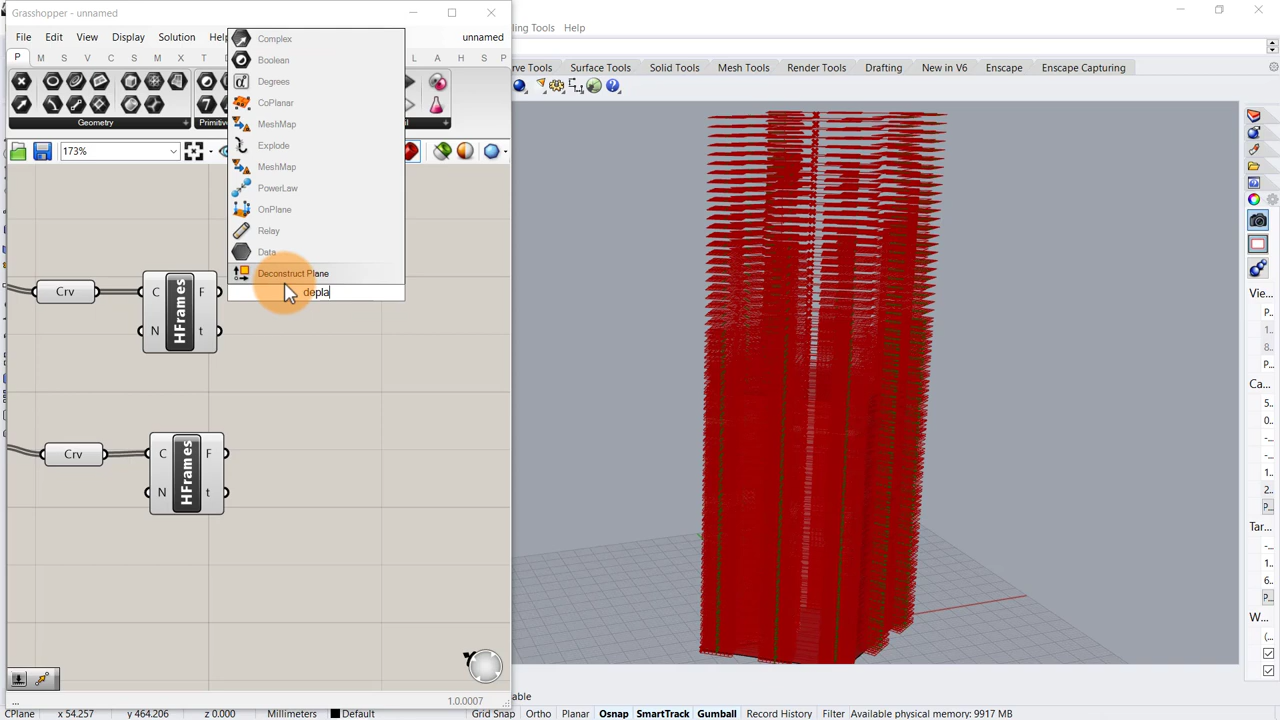 Grasshopper - unnamed
File Edit View Display Solution Help unnamed
ling Tools Help
P M S V C S M X T D L A H S P
Geometry
Primitiv
173%
Complex
Boolean
Degrees
CoPlanar
MeshMap
Explode
MeshMap
PowerLaw
OnPlane
Relay
Data
Deconstruct Plane
depla
Crv C N HFrames F t
Crv C N HFrames F t
rve Tools Surface Tools Solid Tools Mesh Tools Render Tools Drafting New in V6 Enscape Enscape Capturing
Vie...
Ca...
Tar...
W...
... 1.0.0007
able
CPlane x 54.257 y 464.206 z 0.000 Millimeters Default Grid Snap Ortho Planar Osnap SmartTrack Gumball Record History Filter Available physical memory: 9917 MB